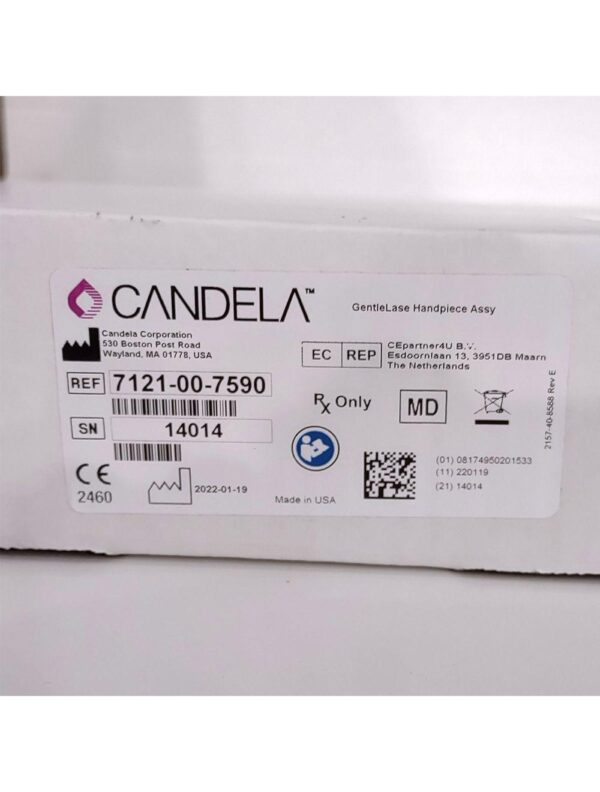 CANDELA™
GentleLase Handpiece Assy
Candela Corporation
530 Boston Post Road
Wayland, MA 01778, USA
EC REP
CEpartner4U B.V.
Esdoornlaan 13, 3951DB Maarn
The Netherlands
REF 7121-00-7590
Rx Only
MD
SN 14014
CE
2460
2022-01-19
Made in USA
(01) 08174950201533
(11) 220119
(21) 14014
2157-40-8588 Rev E